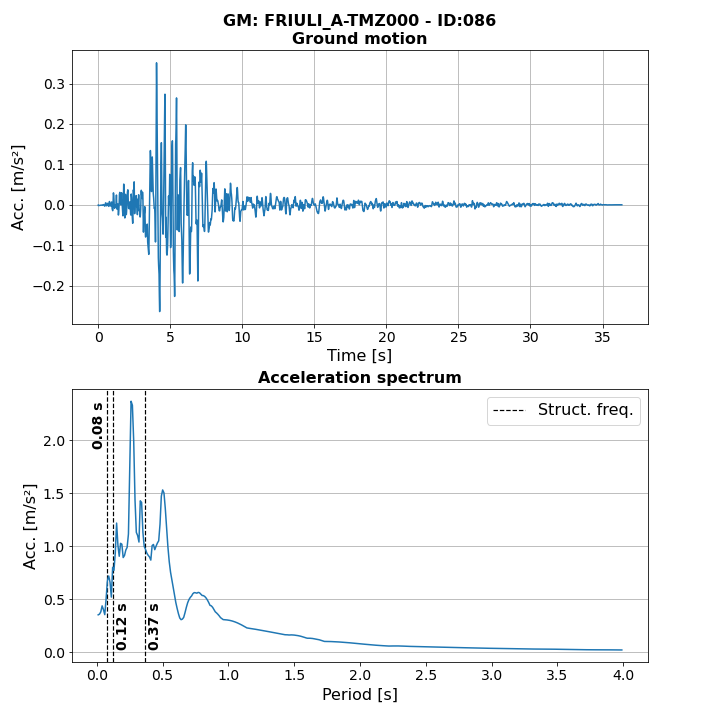 GM: FRIULI_A-TMZ000 - ID:086
Ground motion
0.3
0.2
0.1
0.0
−0.1
−0.2
Acc. [m/s²]
0 5 10 15 20 25 30 35
Time [s]
Acceleration spectrum
Struct. freq.
0.08 s
0.12 s
0.37 s
2.0
1.5
1.0
0.5
0.0
Acc. [m/s²]
0.0 0.5 1.0 1.5 2.0 2.5 3.0 3.5 4.0
Period [s]